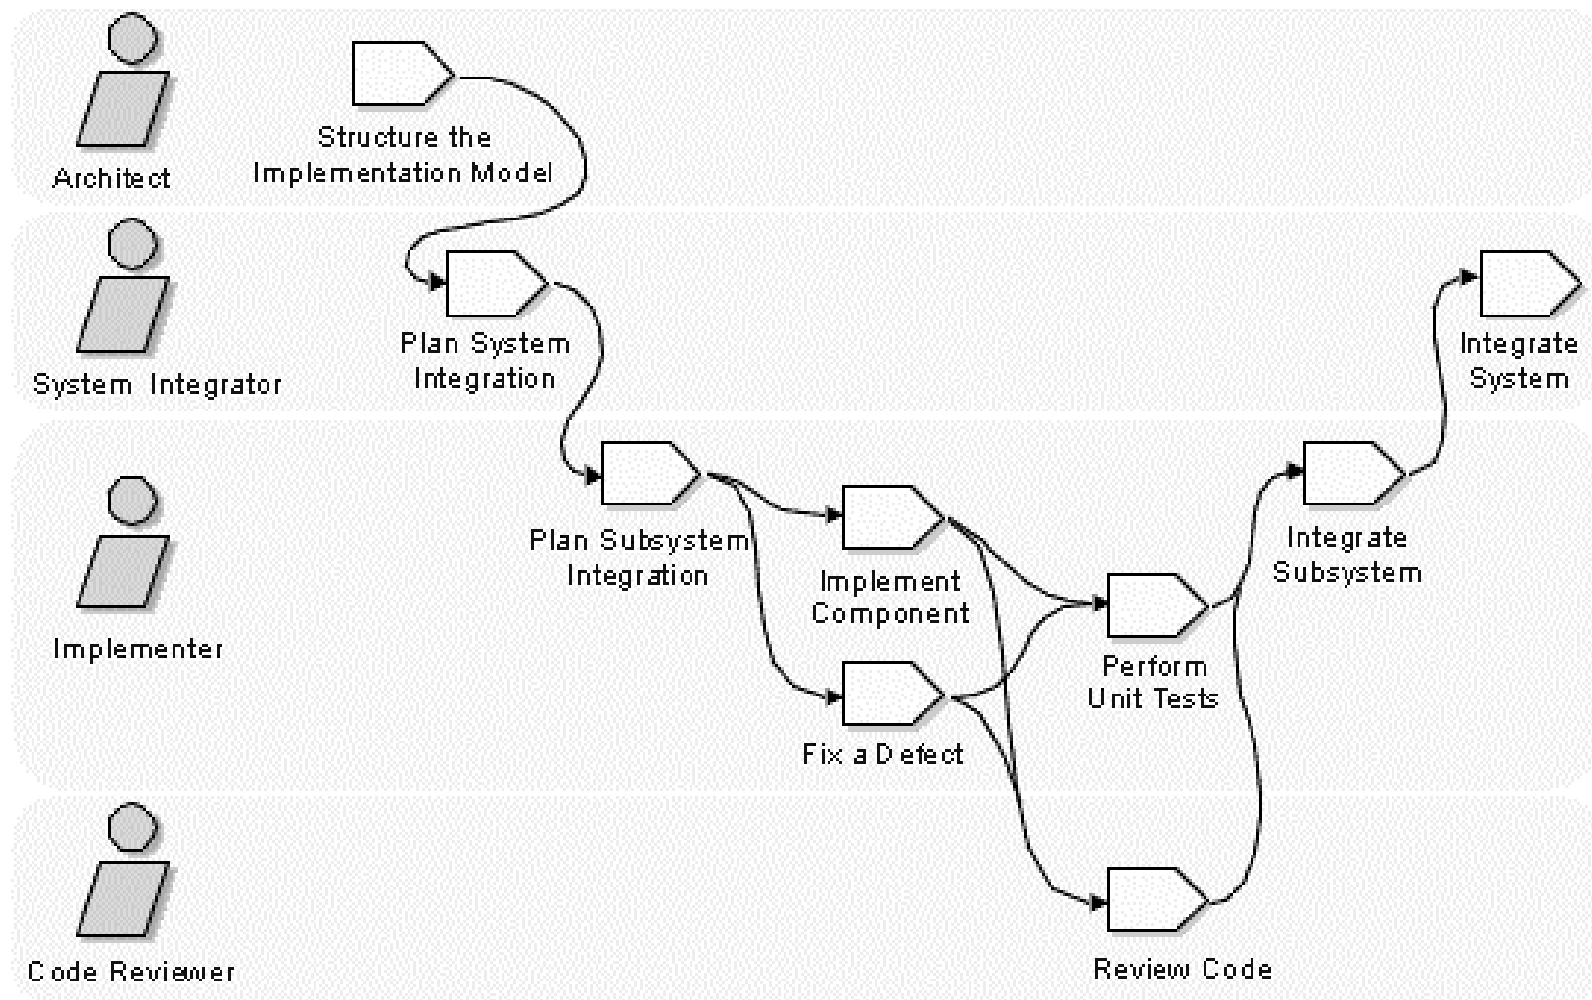 Architect
Structure the
Implementation Model
System Integrator
Plan System
Integration
Integrate
System
Implementer
Plan Subsystem
Integration
Implement
Component
Fix a Defect
Perform
Unit Tests
Integrate
Subsystem
Code Reviewer
Review Code